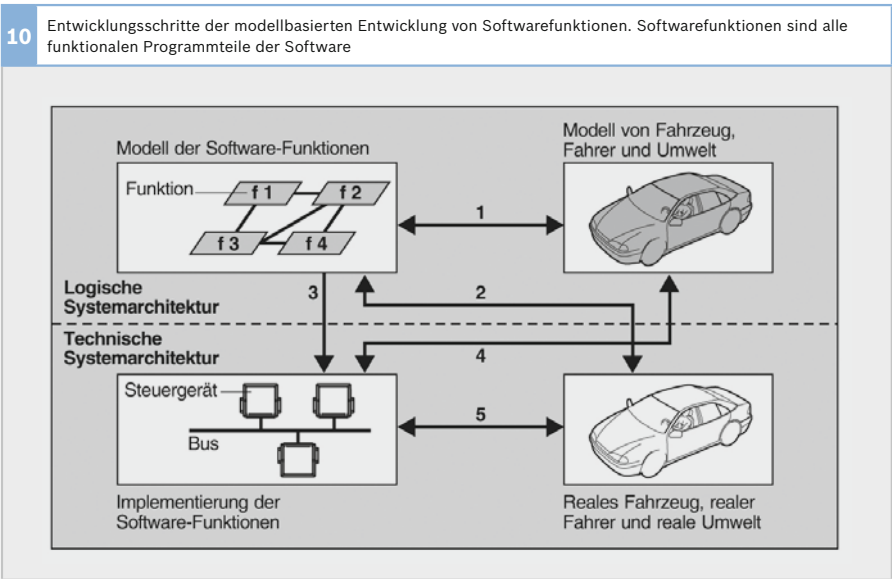 10
Entwicklungsschritte der modellbasierten Entwicklung von Softwarefunktionen. Softwarefunktionen sind alle
funktionalen Programmteile der Software
Modell der Software-Funktionen
Modell von Fahrzeug,
Fahrer und Umwelt
Funktion
f 1
f 2
f 3
f 4
1
Logische
Systemarchitektur
3
2
Technische
Systemarchitektur
4
Steuergerät
Bus
5
Implementierung der
Software-Funktionen
Reales Fahrzeug, realer
Fahrer und reale Umwelt